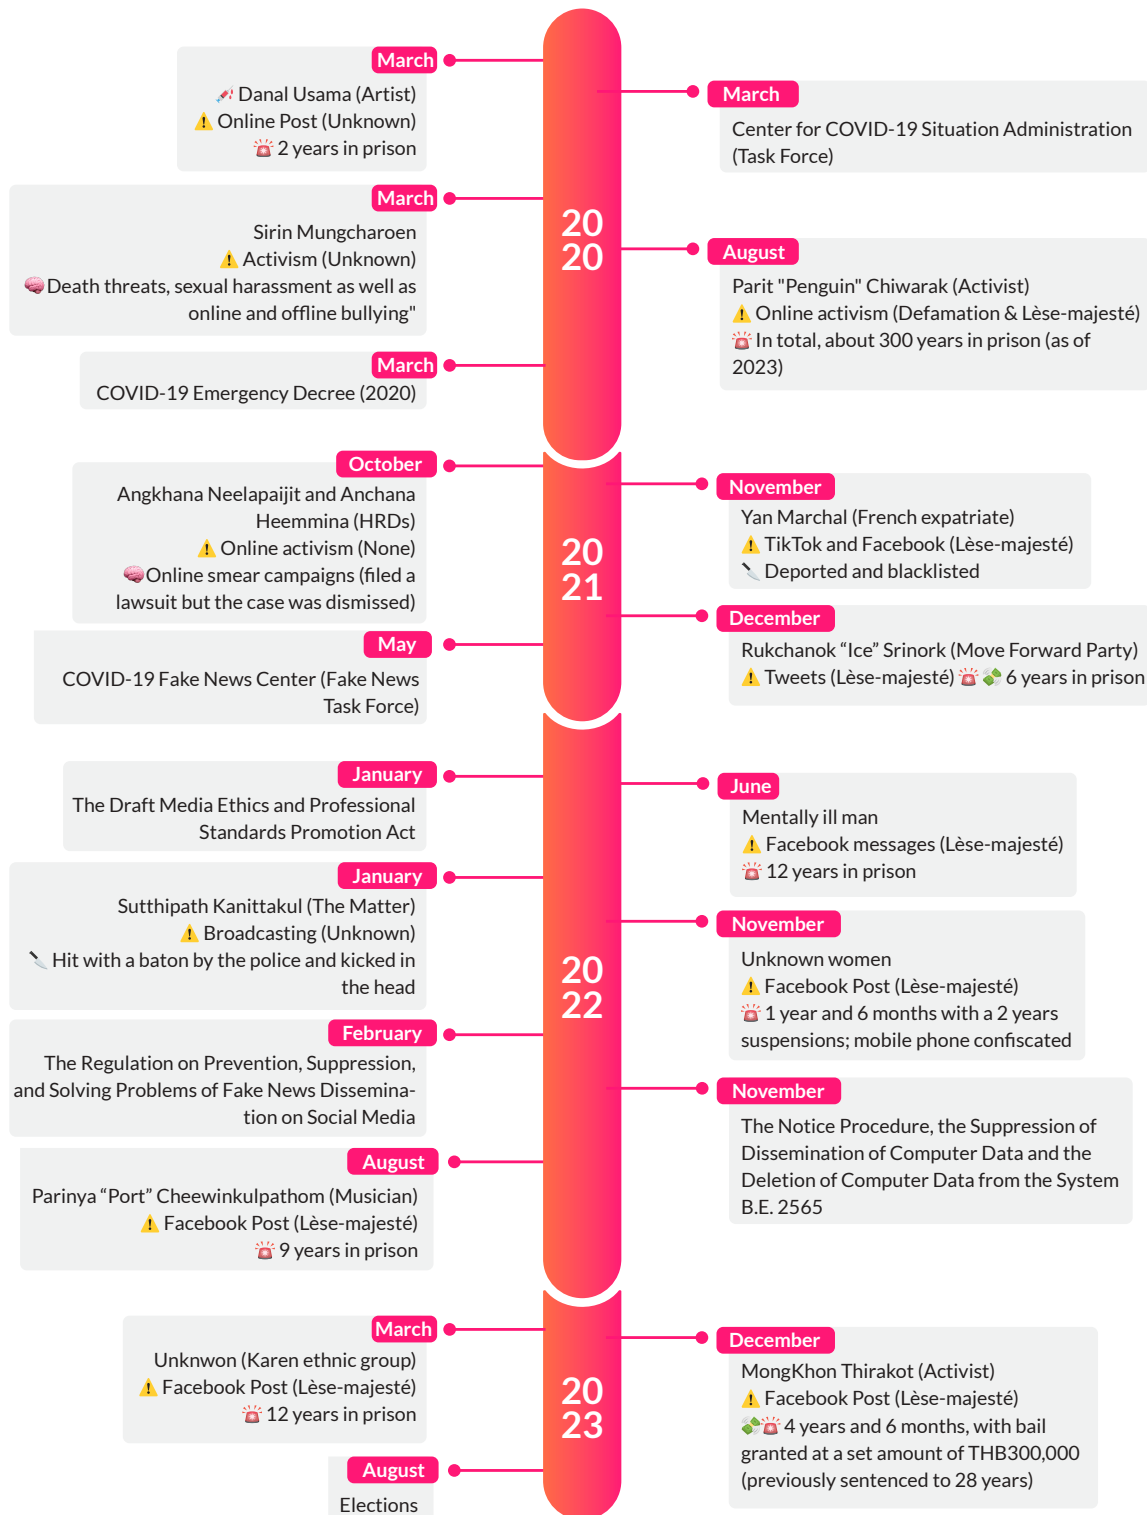 March
💉 Danal Usama (Artist)
⚠️ Online Post (Unknown)
🚨 2 years in prison
March
Center for COVID-19 Situation Administration
(Task Force)
March
Sirin Mungcharoen
⚠️ Activism (Unknown)
🧠Death threats, sexual harassment as well as
online and offline bullying"
20
20
August
Parit "Penguin" Chiwarak (Activist)
⚠️ Online activism (Defamation & Lèse-majesté)
🚨 In total, about 300 years in prison (as of
2023)
March
COVID-19 Emergency Decree (2020)
October
Angkhana Neelapaijit and Anchana
Heemmina (HRDs)
⚠️ Online activism (None)
🧠Online smear campaigns (filed a
lawsuit but the case was dismissed)
November
Yan Marchal (French expatriate)
⚠️ TikTok and Facebook (Lèse-majesté)
🔪 Deported and blacklisted
20
21
May
COVID-19 Fake News Center (Fake News
Task Force)
December
Rukchanok “Ice” Srinork (Move Forward Party)
⚠️ Tweets (Lèse-majesté) 🚨💸 6 years in prison
January
The Draft Media Ethics and Professional
Standards Promotion Act
June
Mentally ill man
⚠️ Facebook messages (Lèse-majesté)
🚨 12 years in prison
January
Sutthipath Kanittakul (The Matter)
⚠️ Broadcasting (Unknown)
🔪 Hit with a baton by the police and kicked in
the head
November
Unknown women
⚠️ Facebook Post (Lèse-majesté)
🚨 1 year and 6 months with a 2 years
suspensions; mobile phone confiscated
20
22
February
The Regulation on Prevention, Suppression,
and Solving Problems of Fake News Dissemina-
tion on Social Media
November
The Notice Procedure, the Suppression of
Dissemination of Computer Data and the
Deletion of Computer Data from the System
B.E. 2565
August
Parinya “Port” Cheewinkulpathom (Musician)
⚠️ Facebook Post (Lèse-majesté)
🚨 9 years in prison
March
Unknwon (Karen ethnic group)
⚠️ Facebook Post (Lèse-majesté)
🚨 12 years in prison
20
23
December
MongKhon Thirakot (Activist)
⚠️ Facebook Post (Lèse-majesté)
💸🚨 4 years and 6 months, with bail
granted at a set amount of THB300,000
(previously sentenced to 28 years)
August
Elections